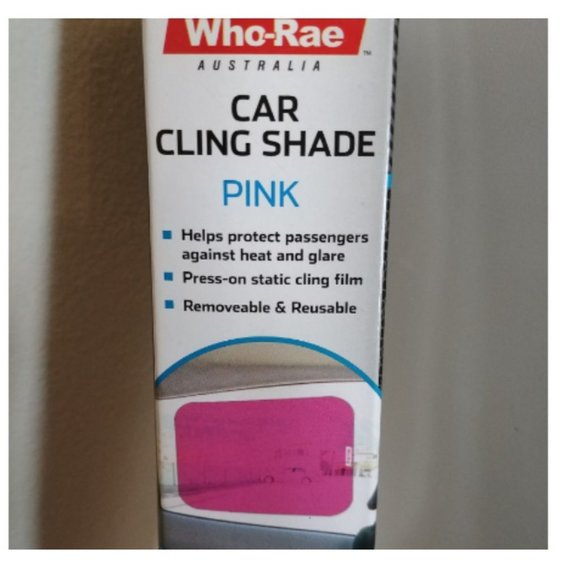 Who-Rae
™
AUSTRALIA
CAR
CLING SHADE
PINK
Helps protect passengers
against heat and glare
Press-on static cling film
Removeable & Reusable